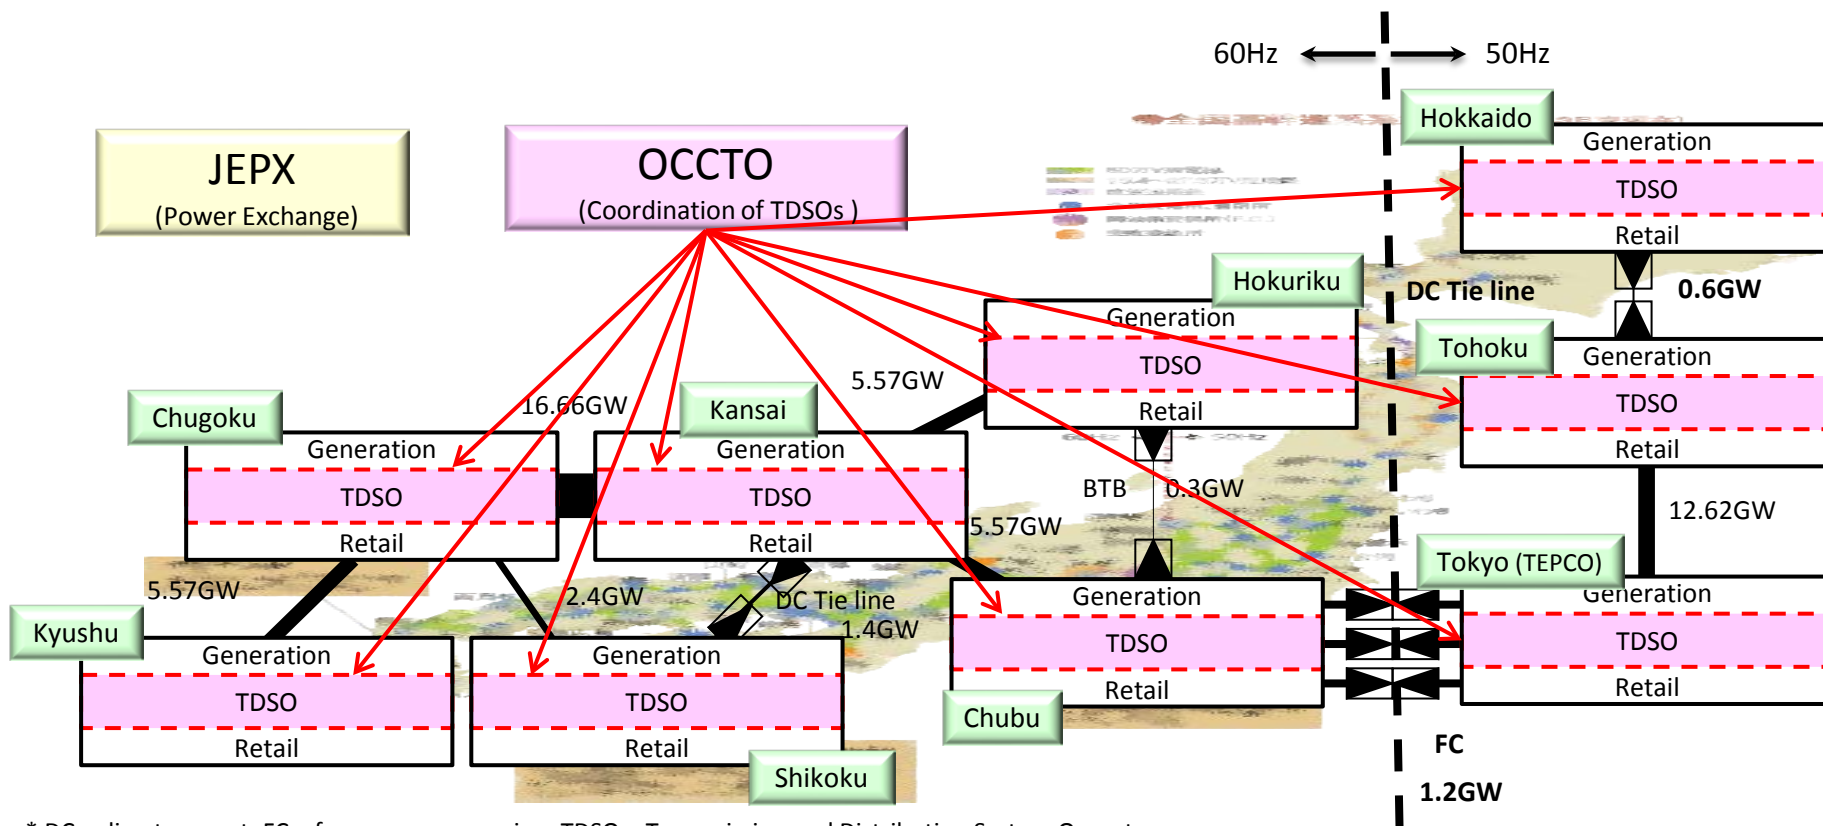 60Hz
50Hz
JEPX
(Power Exchange)
OCCTO
(Coordination of TDSOs )
Hokkaido
Generation
TDSO
Retail
Hokuriku
Generation
TDSO
Retail
DC Tie line
0.6GW
Tohoku
Generation
TDSO
Retail
5.57GW
16.66GW
Chugoku
Generation
TDSO
Retail
Kansai
Generation
TDSO
Retail
BTB
0.3GW
5.57GW
12.62GW
Tokyo (TEPCO)
Generation
TDSO
Retail
5.57GW
2.4GW
DC Tie line
1.4GW
Kyushu
Generation
TDSO
Retail
Generation
TDSO
Retail
Shikoku
Generation
TDSO
Retail
Chubu
FC
1.2GW